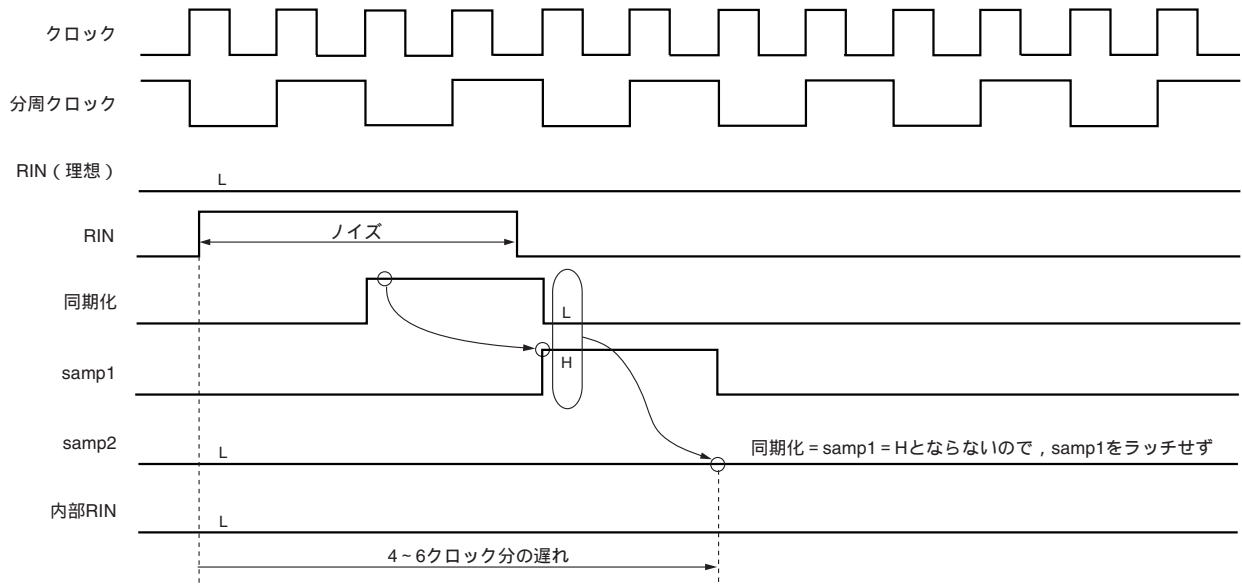 クロック
分周クロック
RIN（理想）
L
RIN
ノイズ
同期化
L
H
samp1
samp2
L
同期化＝samp1＝Hとならないので，samp1をラッチせず
内部RIN
L
4～6クロック分の遅れ